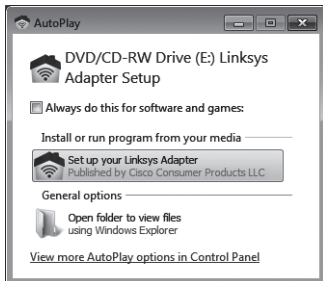 AutoPlay
DVD/CD-RW Drive (E:) Linksys
Adapter Setup
Always do this for software and games:
Install or run program from your media
Set up your Linksys Adapter
Published by Cisco Consumer Products LLC
General options
Open folder to view files
using Windows Explorer
View more AutoPlay options in Control Panel